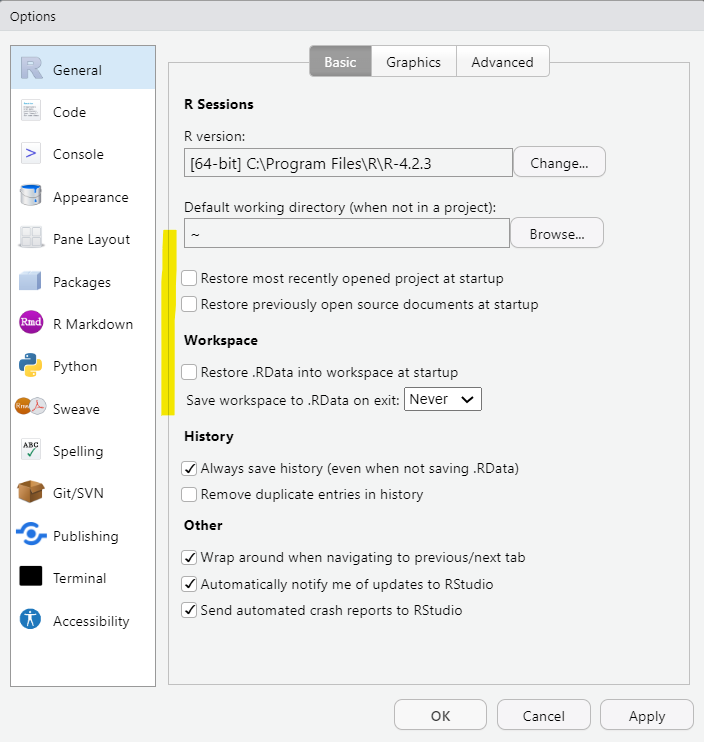 Options
General
Code
Console
Appearance
Pane Layout
Packages
Rmd R Markdown
Python
Sweave
ABC Spelling
Git/SVN
Publishing
Terminal
Accessibility
Basic Graphics Advanced
R Sessions
R version:
[64-bit] C:\Program Files\R\R-4.2.3 Change...
Default working directory (when not in a project):
~ Browse...
Restore most recently opened project at startup
Restore previously open source documents at startup
Workspace
Restore .RData into workspace at startup
Save workspace to .RData on exit: Never
History
Always save history (even when not saving .RData)
Remove duplicate entries in history
Other
Wrap around when navigating to previous/next tab
Automatically notify me of updates to RStudio
Send automated crash reports to RStudio
OK Cancel Apply